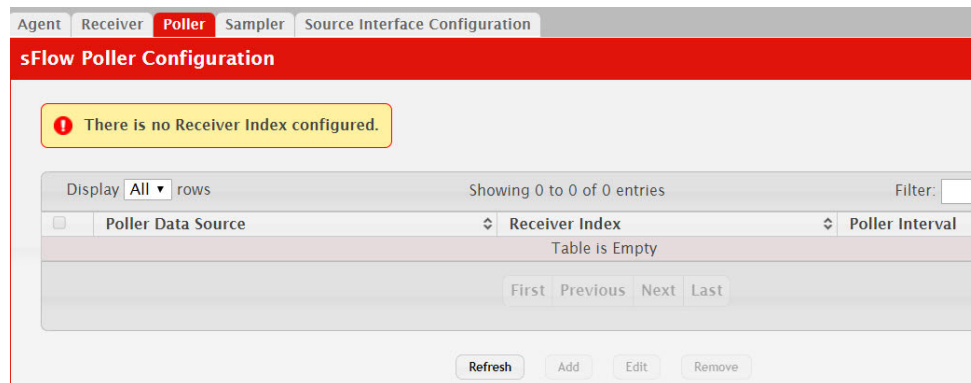 Agent Receiver Poller Sampler Source Interface Configuration
sFlow Poller Configuration
There is no Receiver Index configured.
Display All rows Showing 0 to 0 of 0 entries Filter:
Poller Data Source Receiver Index Poller Interval
Table is Empty
First Previous Next Last
Refresh Add Edit Remove